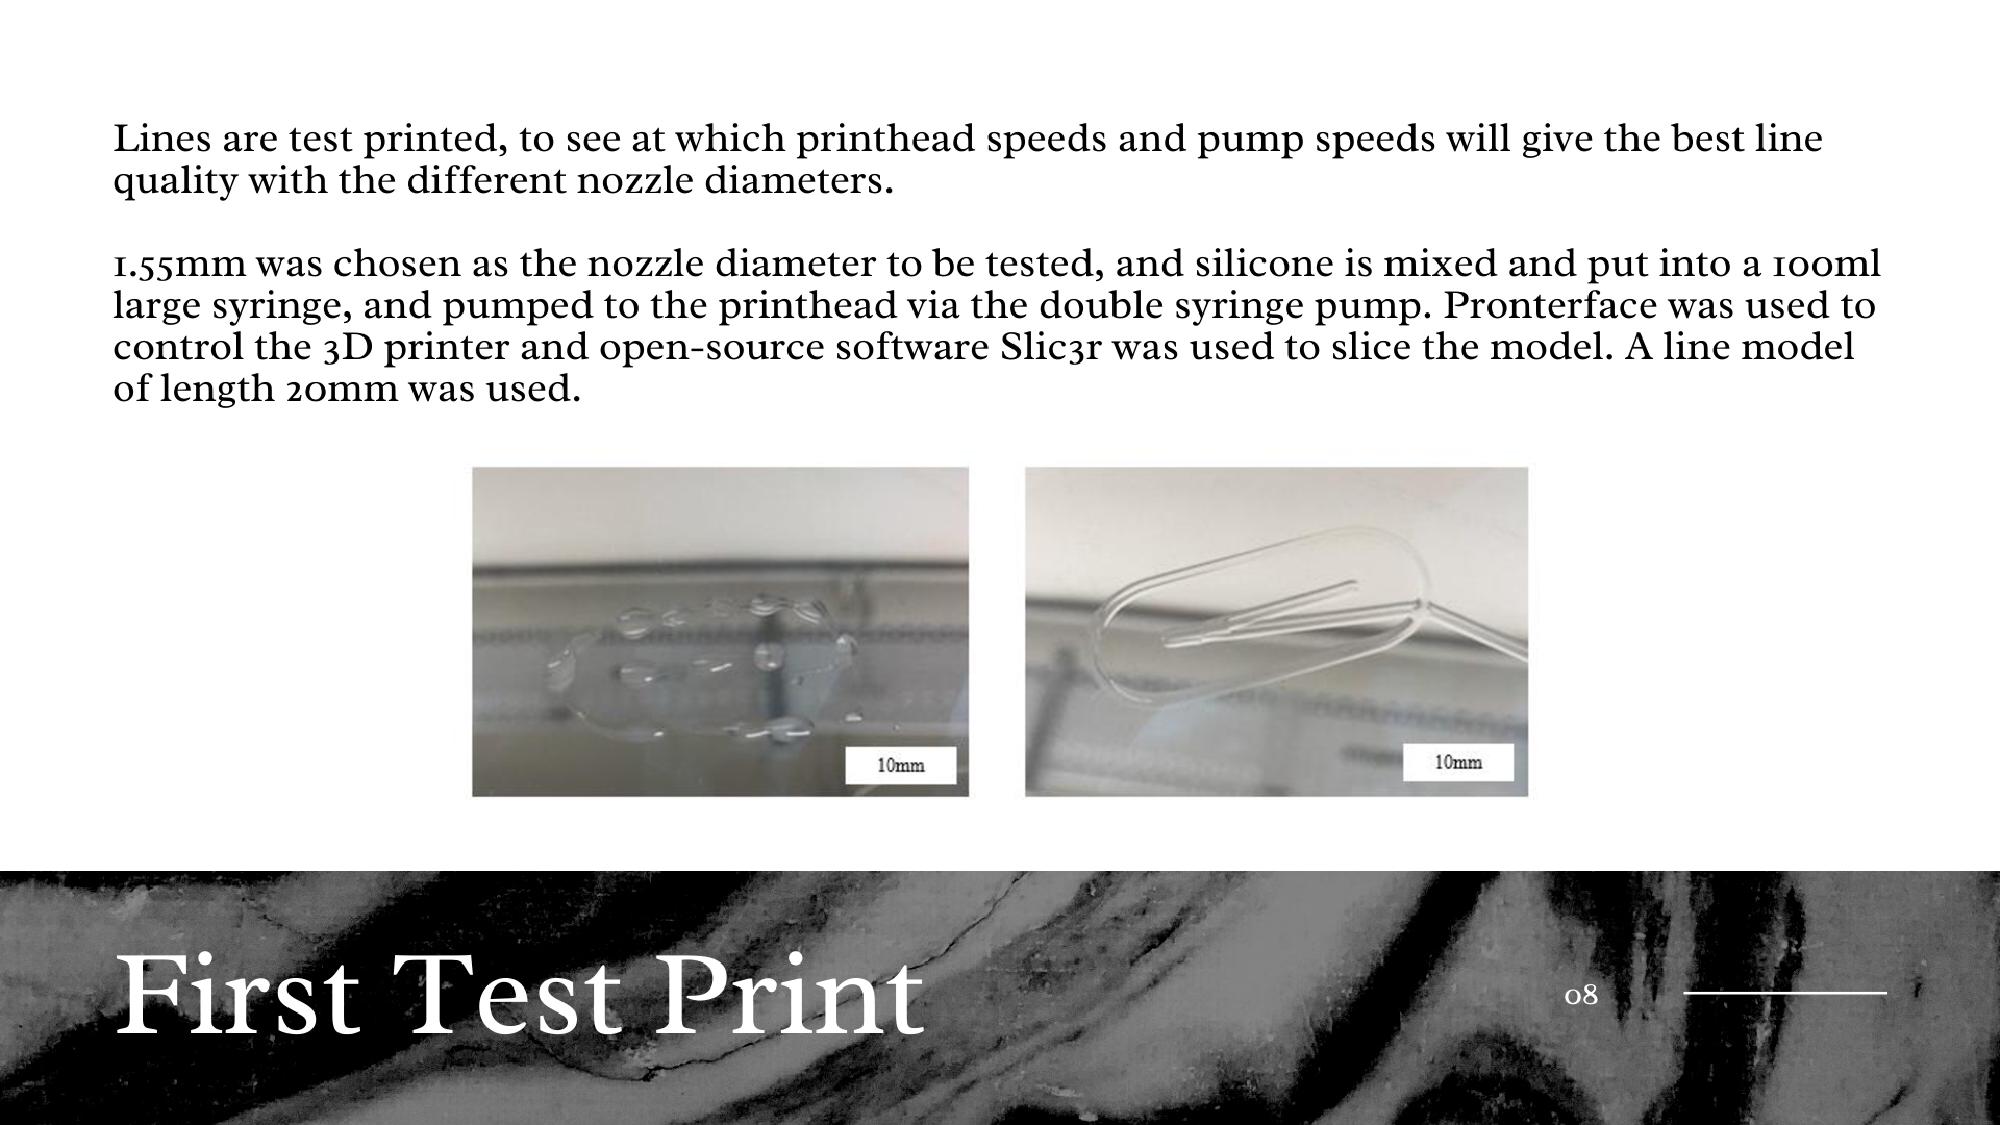 Lines are test printed, to see at which printhead speeds and pump speeds will give the best line
quality with the different nozzle diameters.
1.55mm was chosen as the nozzle diameter to be tested, and silicone is mixed and put into a 100ml
large syringe, and pumped to the printhead via the double syringe pump. Pronterface was used to
control the 3D printer and open-source software Slic3r was used to slice the model. A line model
of length 20mm was used.
10mm
10mm
First Test Print
08